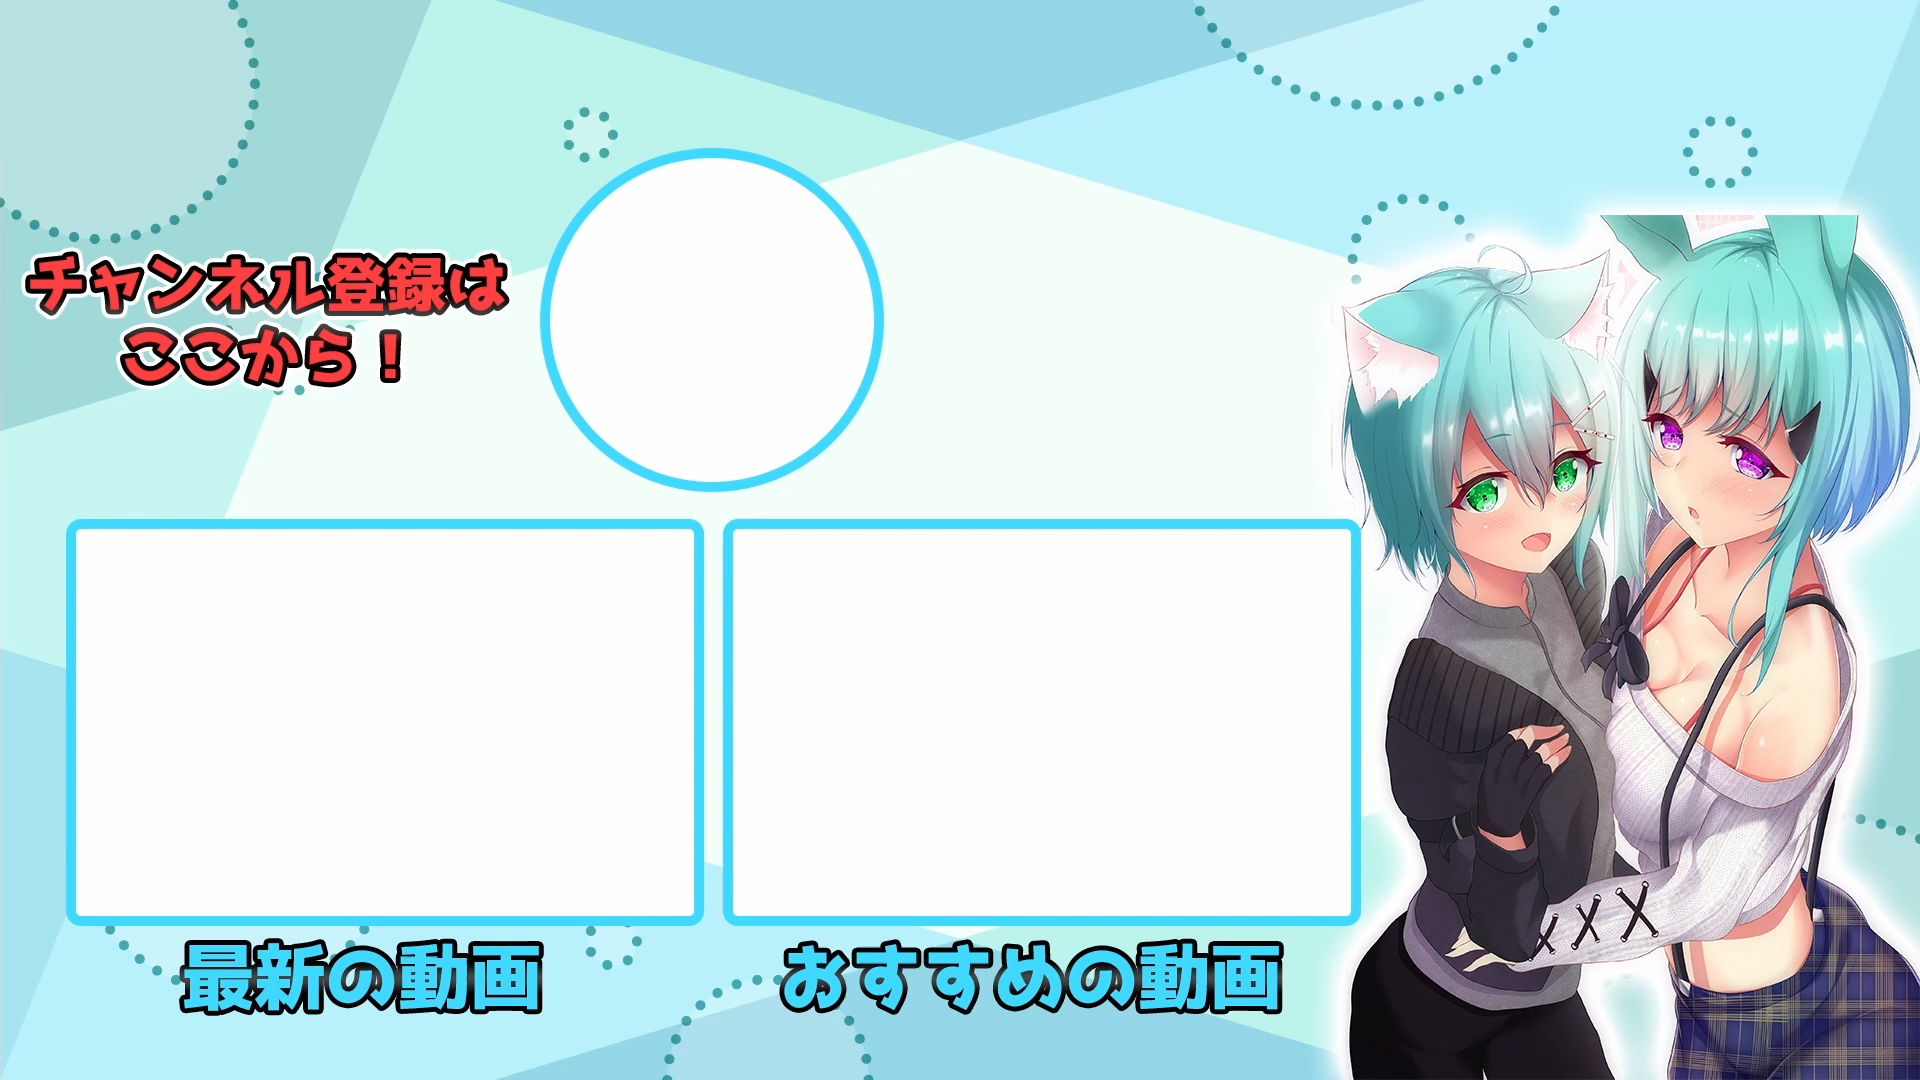 チャンネル登録は
ここから！
最新の動画
おすすめの動画